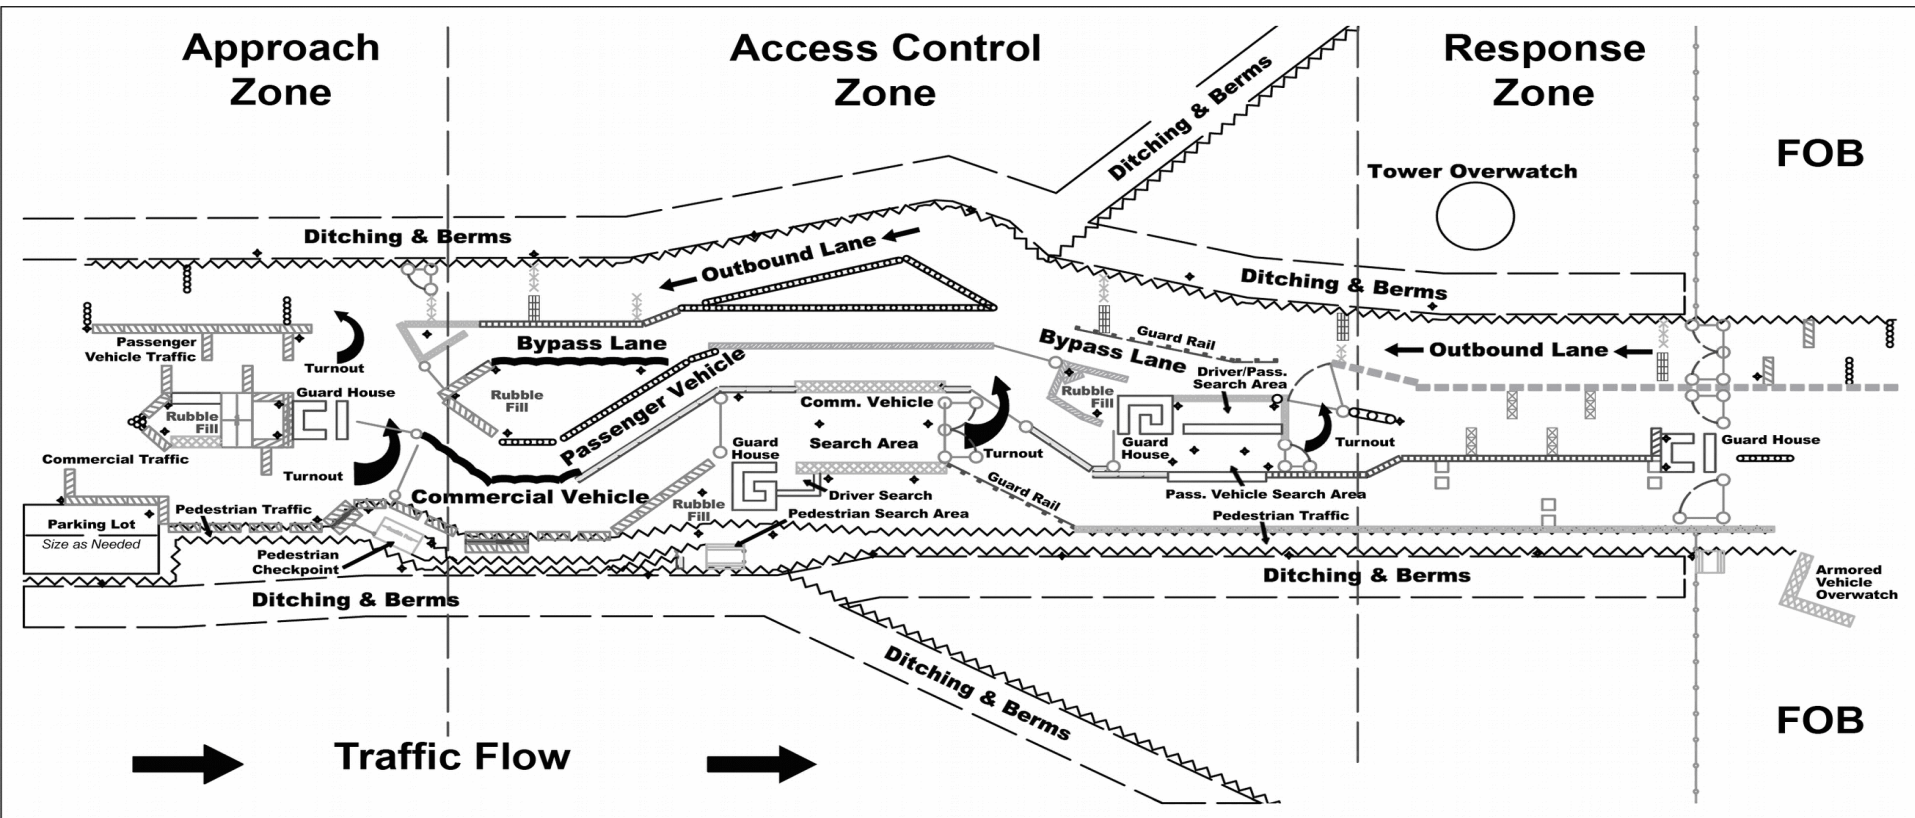 Approach
Zone
Access Control
Zone
Response
Zone
FOB
Tower Overwatch
Ditching & Berms
Ditching & Berms
Ditching & Berms
Outbound Lane
Outbound Lane
Passenger
Vehicle Traffic
Turnout
Bypass Lane
Bypass Lane
Guard Rail
Driver/Pass.
Search Area
Guard House
Rubble
Fill
Rubble
Fill
Passenger Vehicle
Comm. Vehicle
Search Area
Rubble
Fill
Guard
House
Turnout
Guard House
Commercial Traffic
Turnout
Guard
House
Turnout
Commercial Vehicle
Driver Search
Pedestrian Search Area
Rubble
Fill
Guard Rail
Pass. Vehicle Search Area
Pedestrian Traffic
Pedestrian Traffic
Parking Lot
Size as Needed
Pedestrian
Checkpoint
Ditching & Berms
Ditching & Berms
Armored
Vehicle
Overwatch
Ditching & Berms
FOB
Traffic Flow